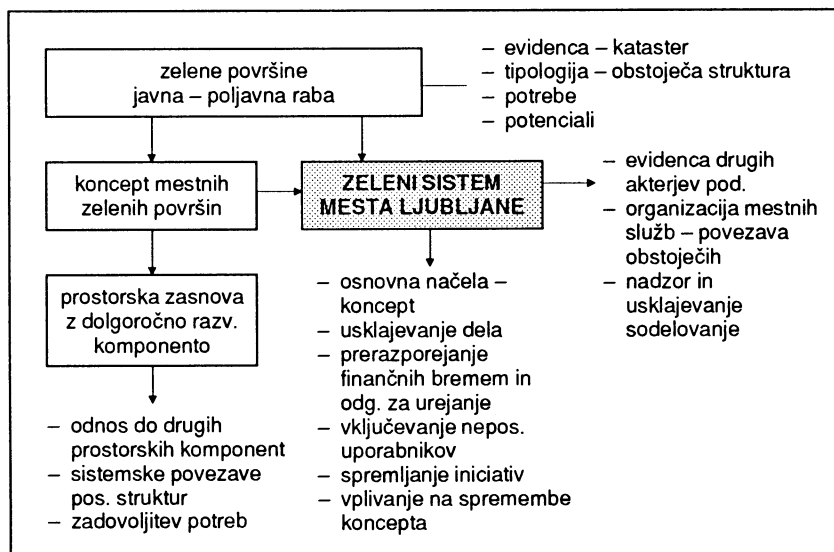 zelene površine
javna – poljavna raba
– evidenca – kataster
– tipologija – obstoječa struktura
– potrebe
– potenciali
koncept mestnih
zelenih površin
ZELENI SISTEM
MESTA LJUBLJANE
– evidenca drugih
akterjev pod.
– organizacija mestnih
služb – povezava
obstoječih
– nadzor in
usklajevanje
sodelovanje
prostorska zasnova
z dolgoročno razv.
komponento
– osnovna načela –
koncept
– usklajevanje dela
– prerazporejanje
finančnih bremem in
odg. za urejanje
– vključevanje nepos.
uporabnikov
– spremljanje iniciativ
– vplivanje na spremembe
koncepta
– odnos do drugih
prostorskih komponent
– sistemske povezave
pos. struktur
– zadovoljitev potreb